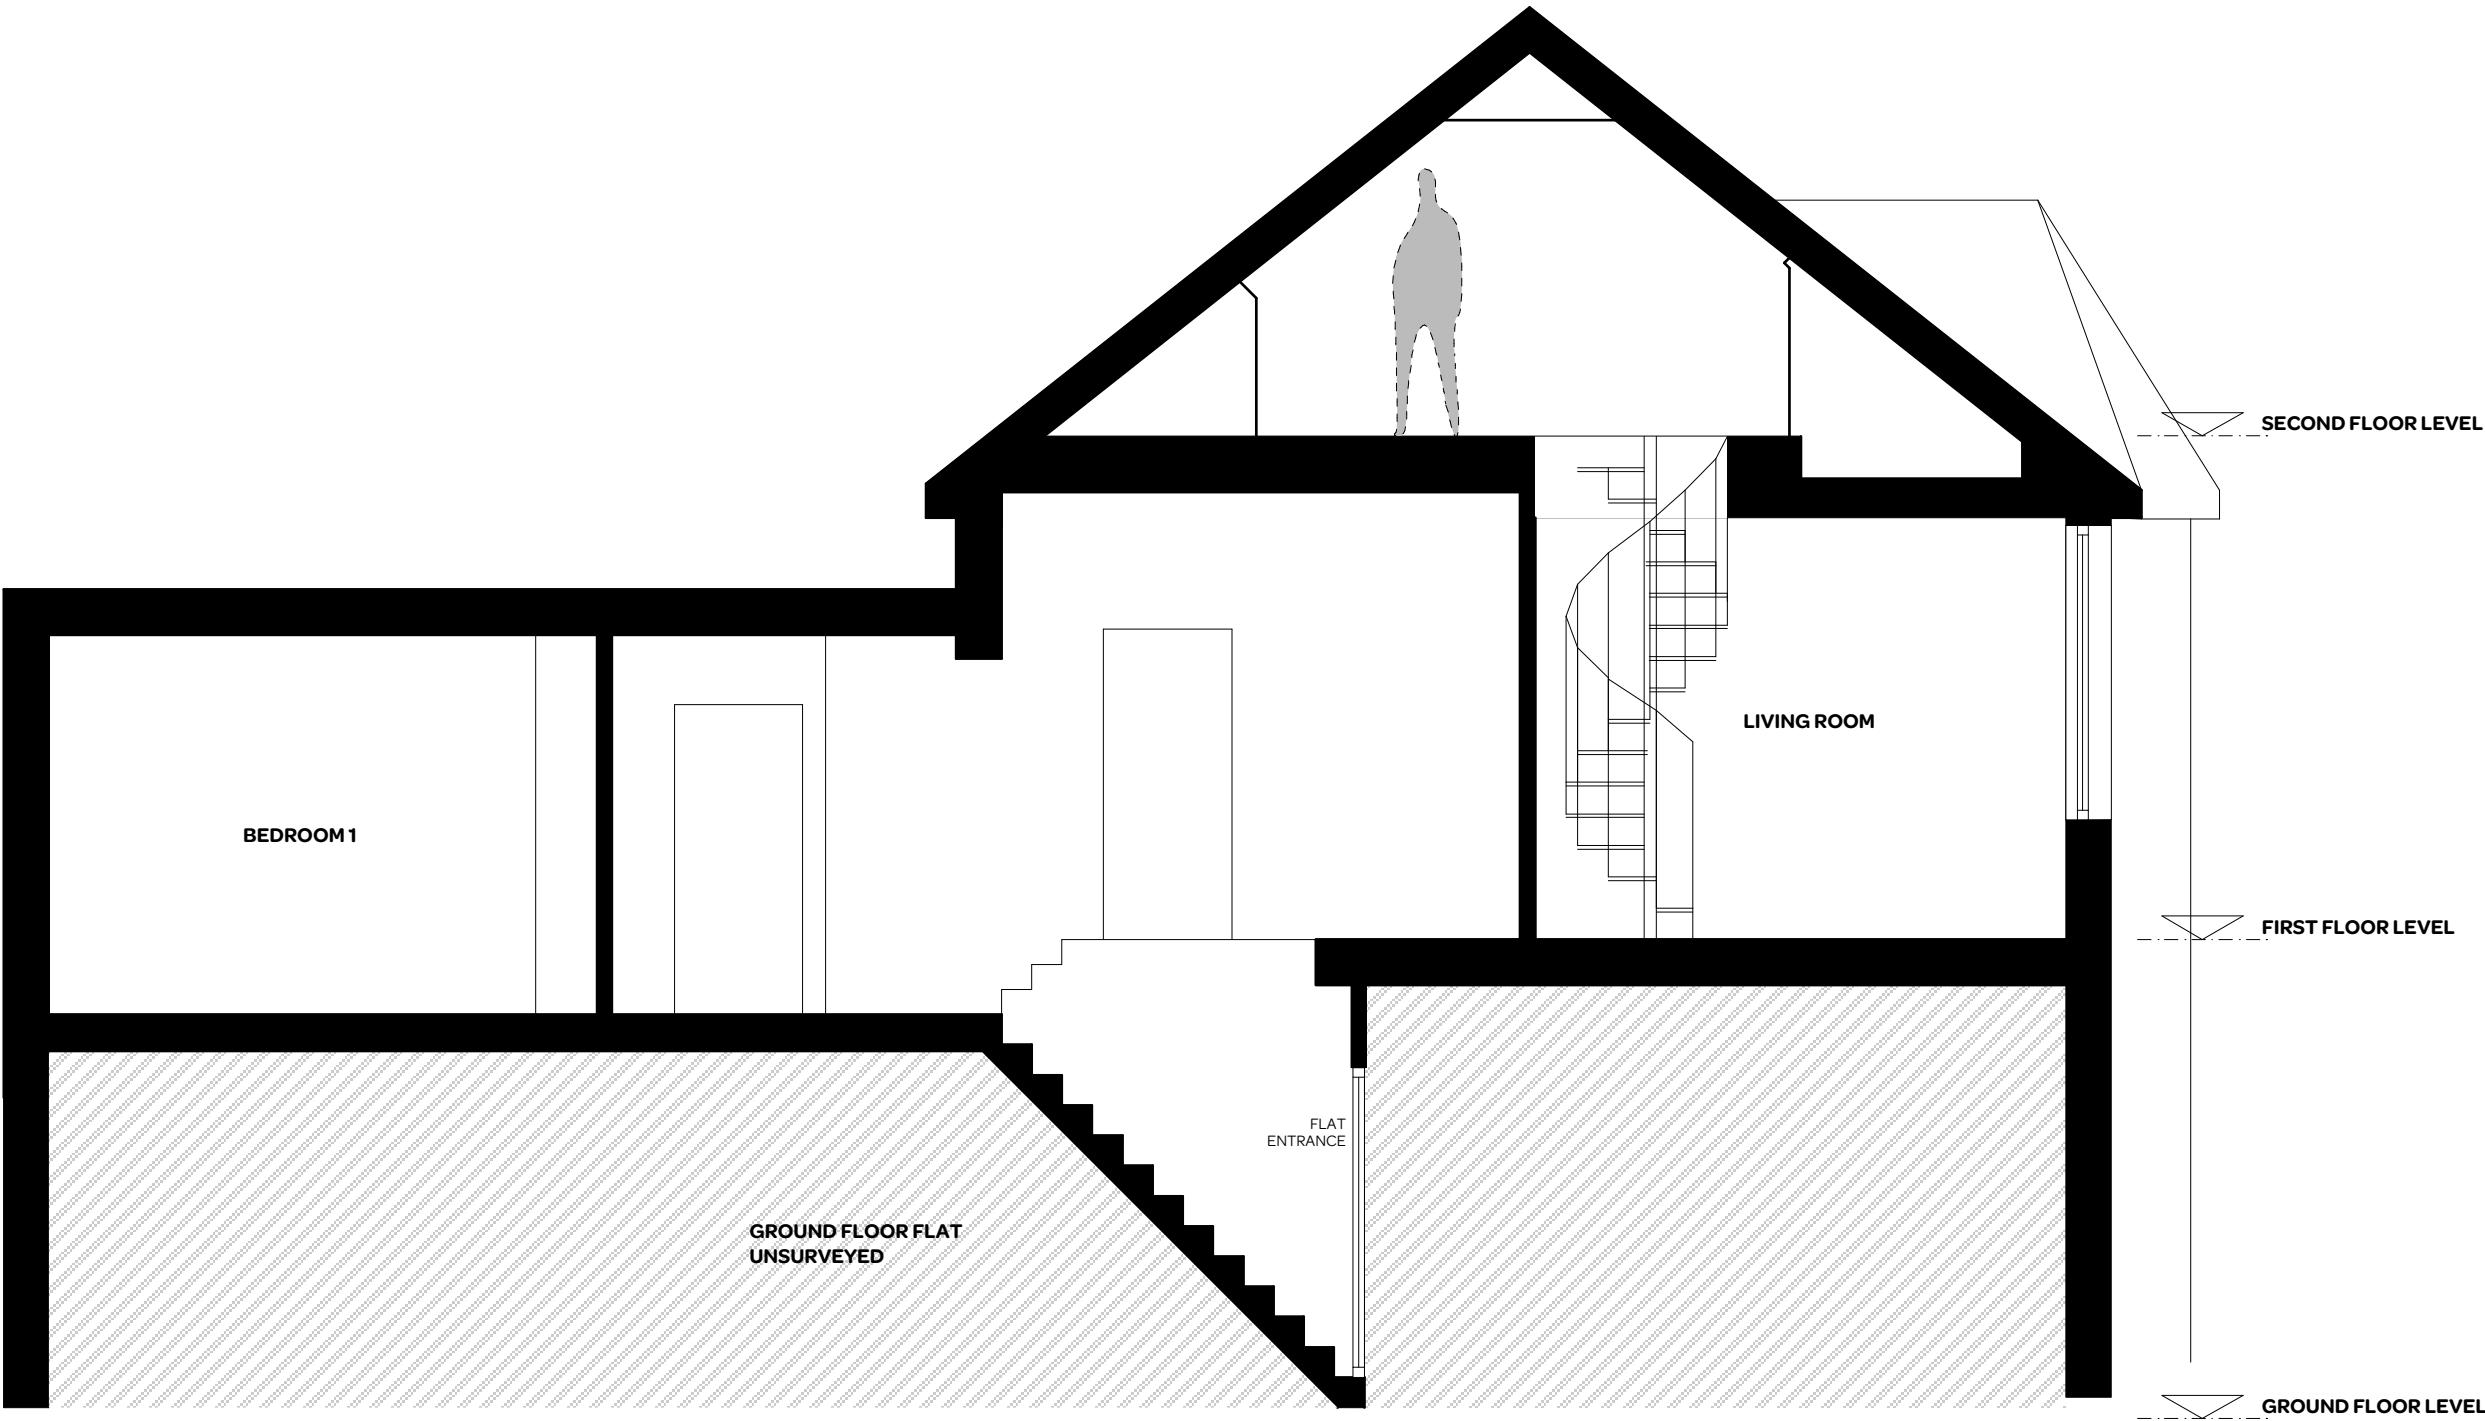 SECOND FLOOR LEVEL
LIVING ROOM
BEDROOM 1
FIRST FLOOR LEVEL
FLAT
ENTRANCE
GROUND FLOOR FLAT
UNSURVEYED
GROUND FLOOR LEVEL